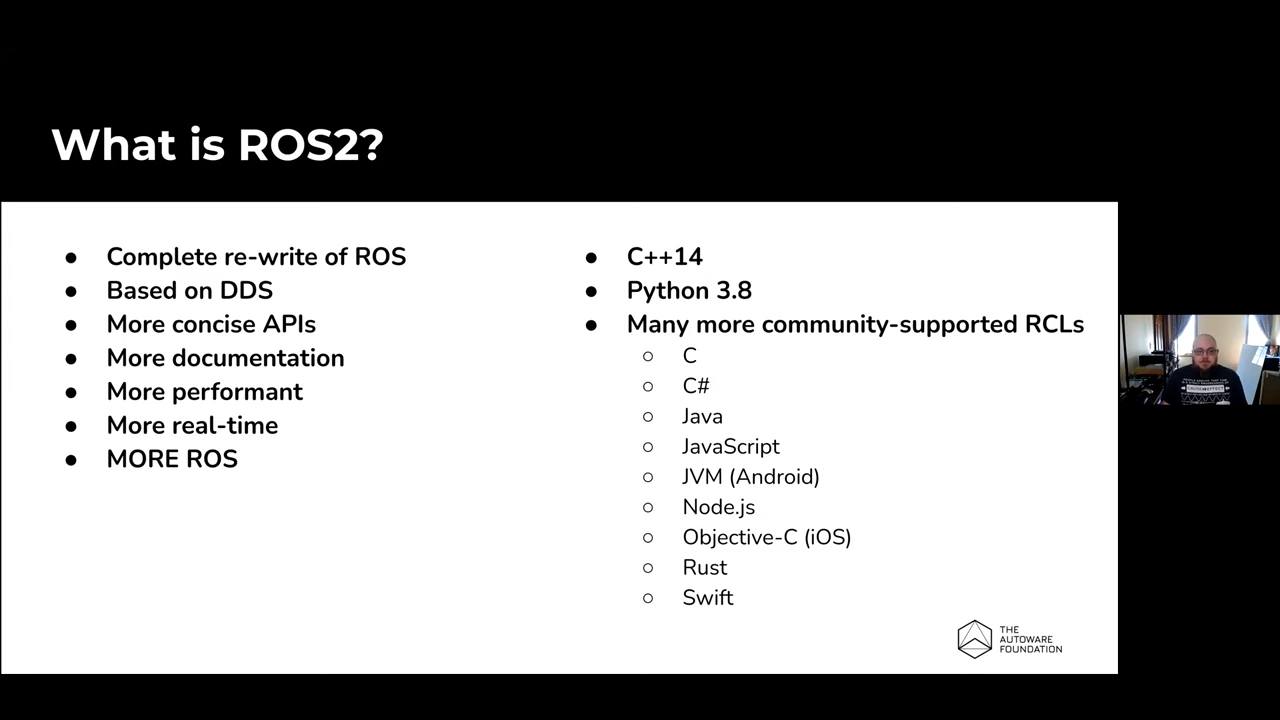 What is ROS2?
● Complete re-write of ROS
● Based on DDS
● More concise APIs
● More documentation
● More performant
● More real-time
● MORE ROS
● C++14
● Python 3.8
● Many more community-supported RCLs
○ C
○ C#
○ Java
○ JavaScript
○ JVM (Android)
○ Node.js
○ Objective-C (iOS)
○ Rust
○ Swift
THE
AUTOWARE
FOUNDATION